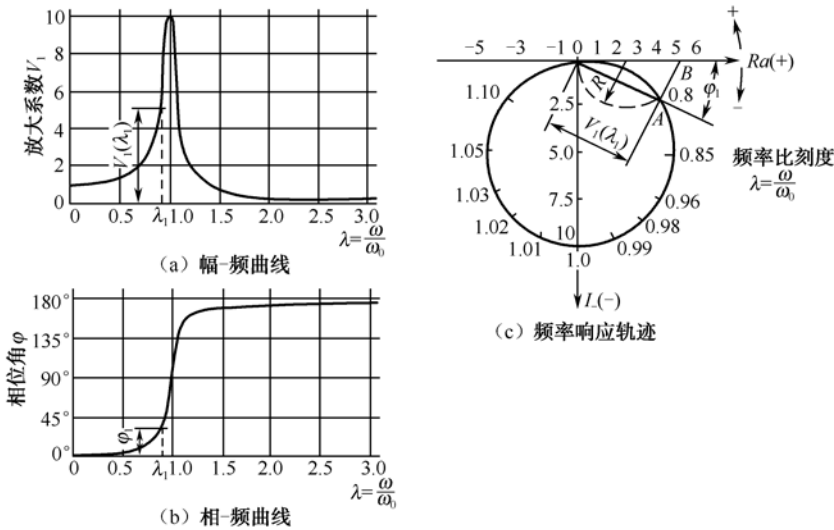 10
8
6
4
2
0
放大系数V₁
V₁(λ₁)
0 0.5 λ₁ 1.0 1.5 2.0 2.5 3.0
λ=ω/ω₀
(a) 幅-频曲线
180°
135°
90°
45°
0°
相位角φ
φ₁
0 0.5 λ₁ 1.0 1.5 2.0 2.5 3.0
λ=ω/ω₀
(b) 相-频曲线
+
-5 -3 -1 0 1 2 3 4 5 6
Ra(+)
B
R
φ₁
−
1.10
2.5
0.8
A
V₁(λ₁)
1.05
5.0
0.85
频率比刻度
λ=ω/ω₀
1.03
7.5
0.96
1.02
0.98
1.01
10
0.99
1.0
I₋(−)
(c) 频率响应轨迹